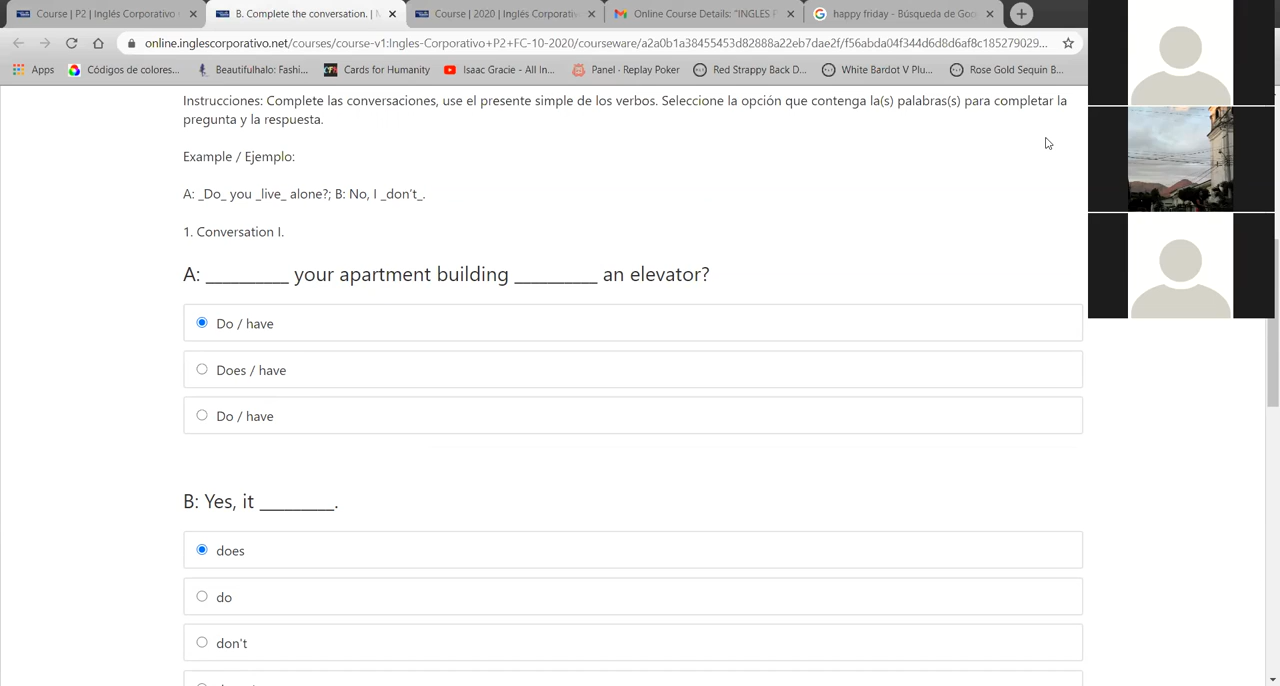 Course | P2 | Inglés Corporativo
B. Complete the conversation. |
Course | 2020 | Inglés Corporativ
Online Course Details: "INGLES P
happy friday - Búsqueda de Goo
online.inglescorporativo.net/courses/course-v1:Ingles-Corporativo+P2+FC-10-2020/courseware/a2a0b1a38455453d82888a22eb7dae2f/f56abda04f344d6d8d6af8c185279029...
Apps
Códigos de colores...
Beautifulhalo: Fashi...
Cards for Humanity
Isaac Gracie - All In...
Panel - Replay Poker
Red Strappy Back D...
White Bardot V Plu...
Rose Gold Sequin B...
Instrucciones: Complete las conversaciones, use el presente simple de los verbos. Seleccione la opción que contenga la(s) palabras(s) para completar la
pregunta y la respuesta.
Example / Ejemplo:
A: _Do_ you _live_ alone?; B: No, I _don't_.
1. Conversation I.
A: _________ your apartment building _________ an elevator?
Do / have
Does / have
Do / have
B: Yes, it ________.
does
do
don't